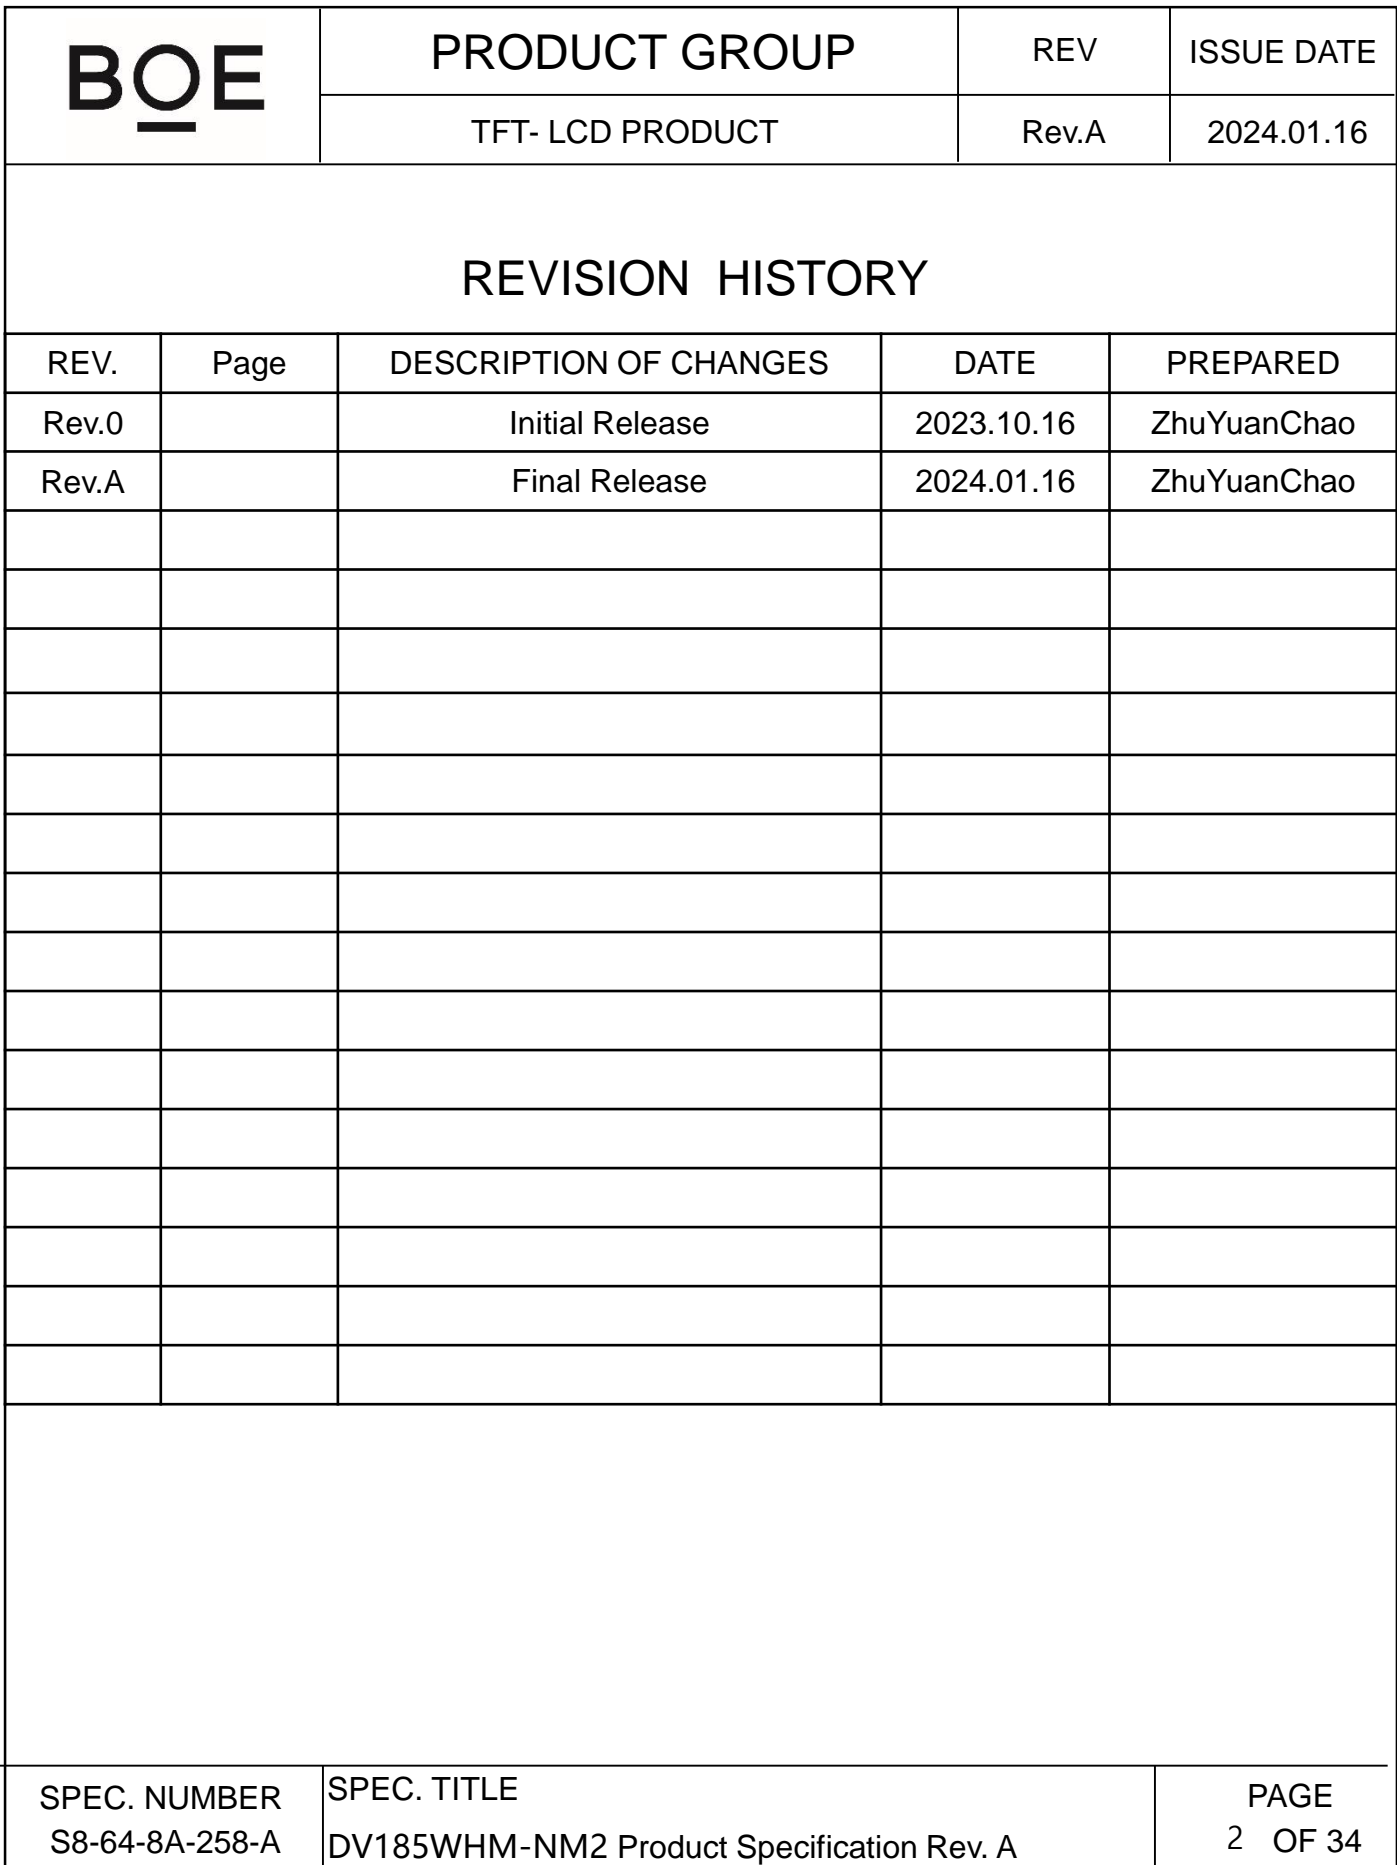 BOE
PRODUCT GROUP
REV
ISSUE DATE
TFT- LCD PRODUCT
Rev.A
2024.01.16
REVISION HISTORY
REV. Page DESCRIPTION OF CHANGES DATE PREPARED
Rev.0 Initial Release 2023.10.16 ZhuYuanChao
Rev.A Final Release 2024.01.16 ZhuYuanChao
SPEC. NUMBER
S8-64-8A-258-A
SPEC. TITLE
DV185WHM-NM2 Product Specification Rev. A
PAGE
2 OF 34